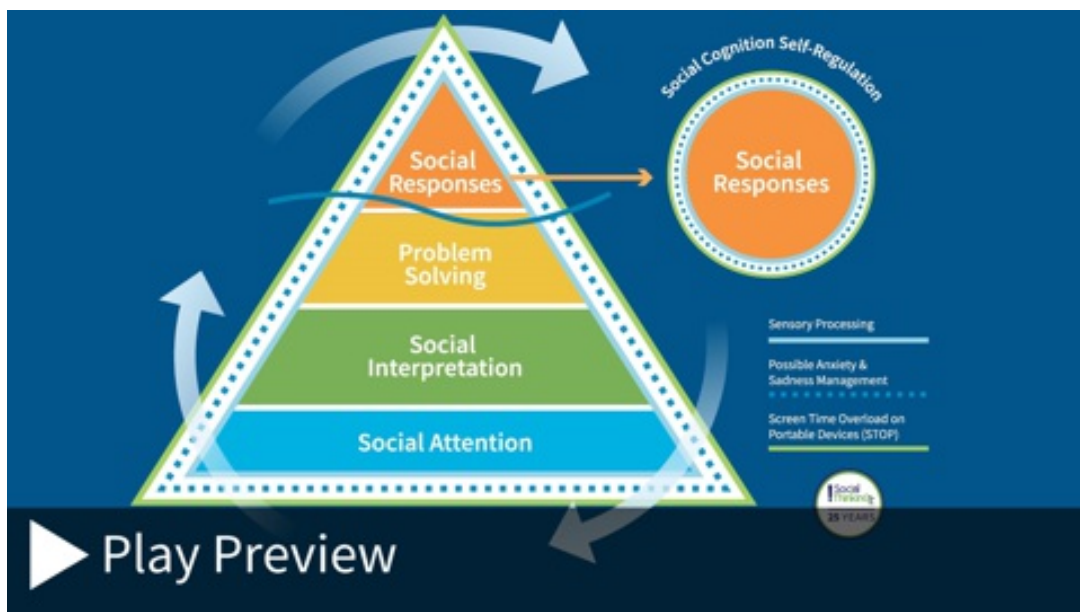 Social Cognition Self-Regulation
Social
Responses
Social
Responses
Problem
Solving
Social
Interpretation
Social Attention
Sensory Processing
Possible Anxiety &
Sadness Management
Screen Time Overload on
Portable Devices (STOP)
Social
Thinking
25 YEARS
Play Preview